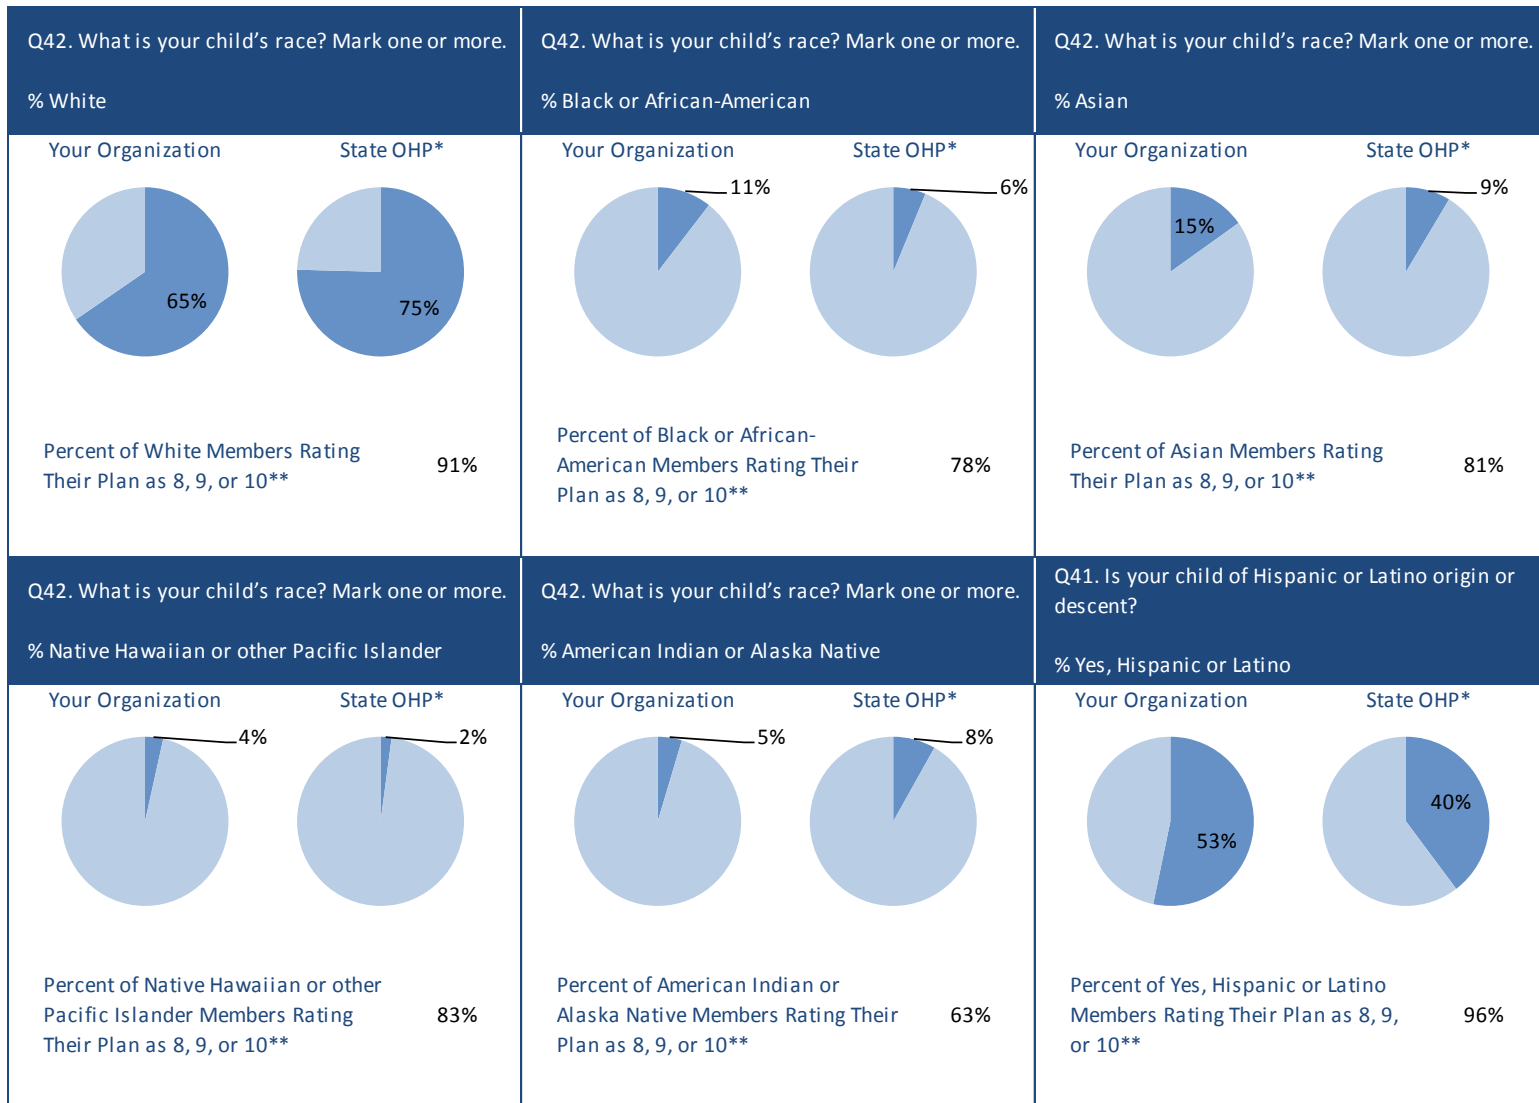 Q42. What is your child’s race? Mark one or more.
% White
Your Organization
State OHP*
65%
75%
Percent of White Members Rating
Their Plan as 8, 9, or 10**
91%
Q42. What is your child’s race? Mark one or more.
% Black or African-American
Your Organization
State OHP*
11%
6%
Percent of Black or African-
American Members Rating Their
Plan as 8, 9, or 10**
78%
Q42. What is your child’s race? Mark one or more.
% Asian
Your Organization
State OHP*
15%
9%
Percent of Asian Members Rating
Their Plan as 8, 9, or 10**
81%
Q42. What is your child’s race? Mark one or more.
% Native Hawaiian or other Pacific Islander
Your Organization
State OHP*
4%
2%
Percent of Native Hawaiian or other
Pacific Islander Members Rating
Their Plan as 8, 9, or 10**
83%
Q42. What is your child’s race? Mark one or more.
% American Indian or Alaska Native
Your Organization
State OHP*
5%
8%
Percent of American Indian or
Alaska Native Members Rating Their
Plan as 8, 9, or 10**
63%
Q41. Is your child of Hispanic or Latino origin or
descent?
% Yes, Hispanic or Latino
Your Organization
State OHP*
53%
40%
Percent of Yes, Hispanic or Latino
Members Rating Their Plan as 8, 9,
or 10**
96%